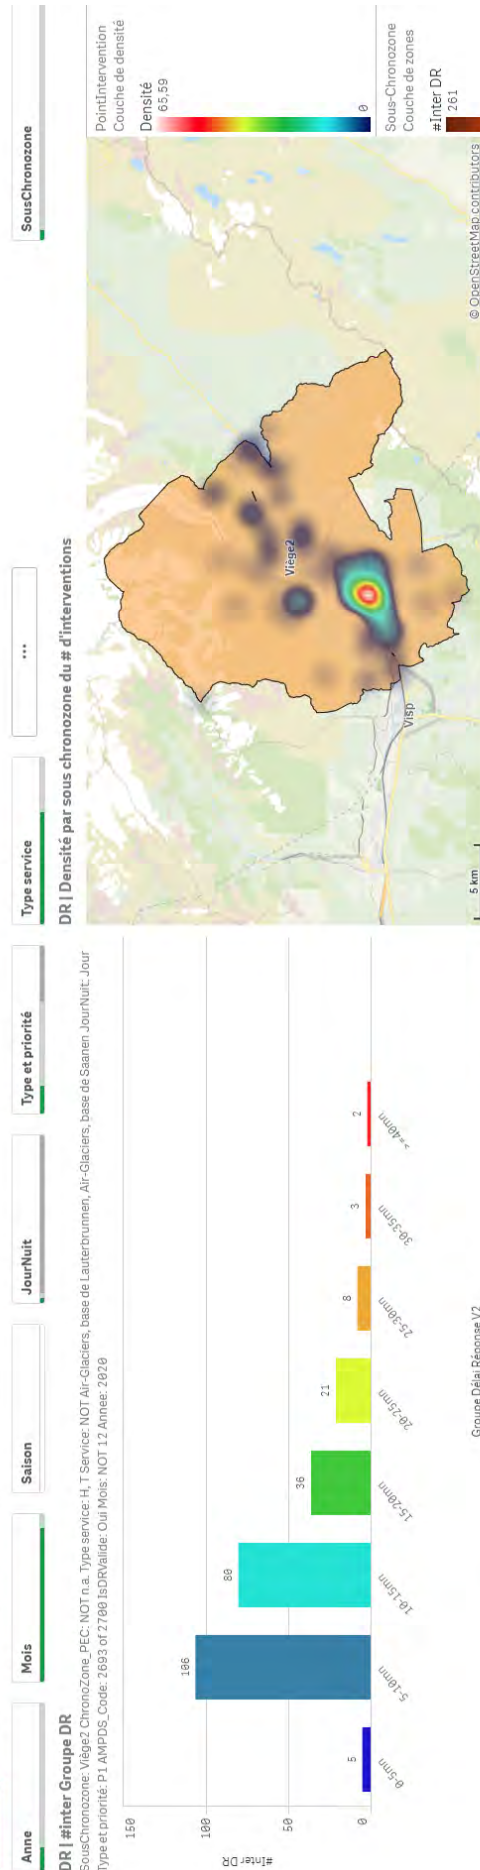 Anne
Mois
Saison
JourNuit
Type et priorité
Type service
...
SousChronozone
DR | #inter Groupe DR
SousChronozone: Viège2 ChronoZone_PEC: NOT n.a. Type service: H, T Service: NOT Air-Glaciers, base de Lauterbrunnen, Air-Glaciers, base de Saanen JourNuit: Jour
Type et priorité: P1 AMPDS_Code: 2693 of 2700 IsDRValide: Oui Mois: NOT 12 Annee: 2020
#Inter DR
150
100
50
0
5
106
80
36
21
8
3
2
0-5mn
5-10mn
10-15mn
15-20mn
20-25mn
25-30mn
30-35mn
>=40mn
Groupe Délai Réponse V2
DR | Densité par sous chronozone du # d'interventions
Viège2
Visp
5 km
© OpenStreetMap contributors
PointIntervention
Couche de densité
Densité
65,59
0
Sous-Chronozone
Couche de zones
#Inter DR
261